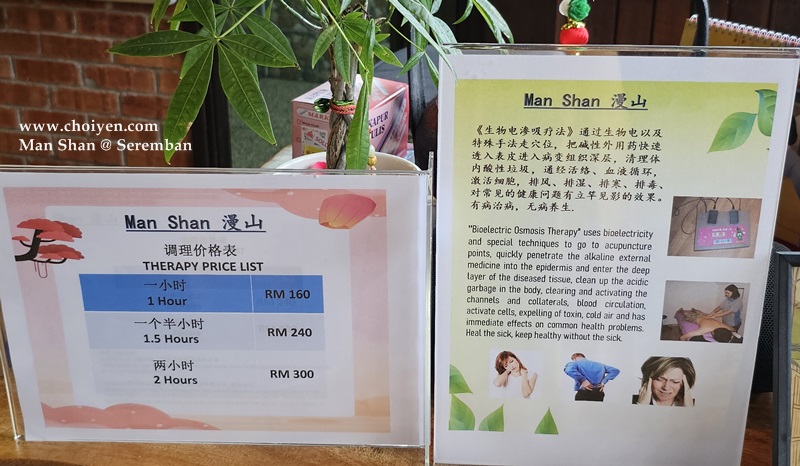 www.choiyen.com
Man Shan @ Seremban
Man Shan 漫山
调理价格表
THERAPY PRICE LIST
一小时
1 Hour
RM 160
一个半小时
1.5 Hours
RM 240
两小时
2 Hours
RM 300
Man Shan 漫山
《生物电渗吸疗法》通过生物电以及
特殊手法走穴位，把碱性外用药快速
透入表皮进入病变组织深层，清理体
内酸性垃圾，通经活络、血液循环，
激活细胞，排风、排湿、排寒、排毒、
对常见的健康问题有立竿见影的效果。
有病治病，无病养生.
"Bioelectric Osmosis Therapy" uses bioelectricity
and special techniques to go to acupuncture
points, quickly penetrate the alkaline external
medicine into the epidermis and enter the deep
layer of the diseased tissue, clean up the acidic
garbage in the body, clearing and activating the
channels and collaterals, blood circulation,
activate cells, expelling of toxin, cold air and has
immediate effects on common health problems.
Heal the sick, keep healthy without the sick.